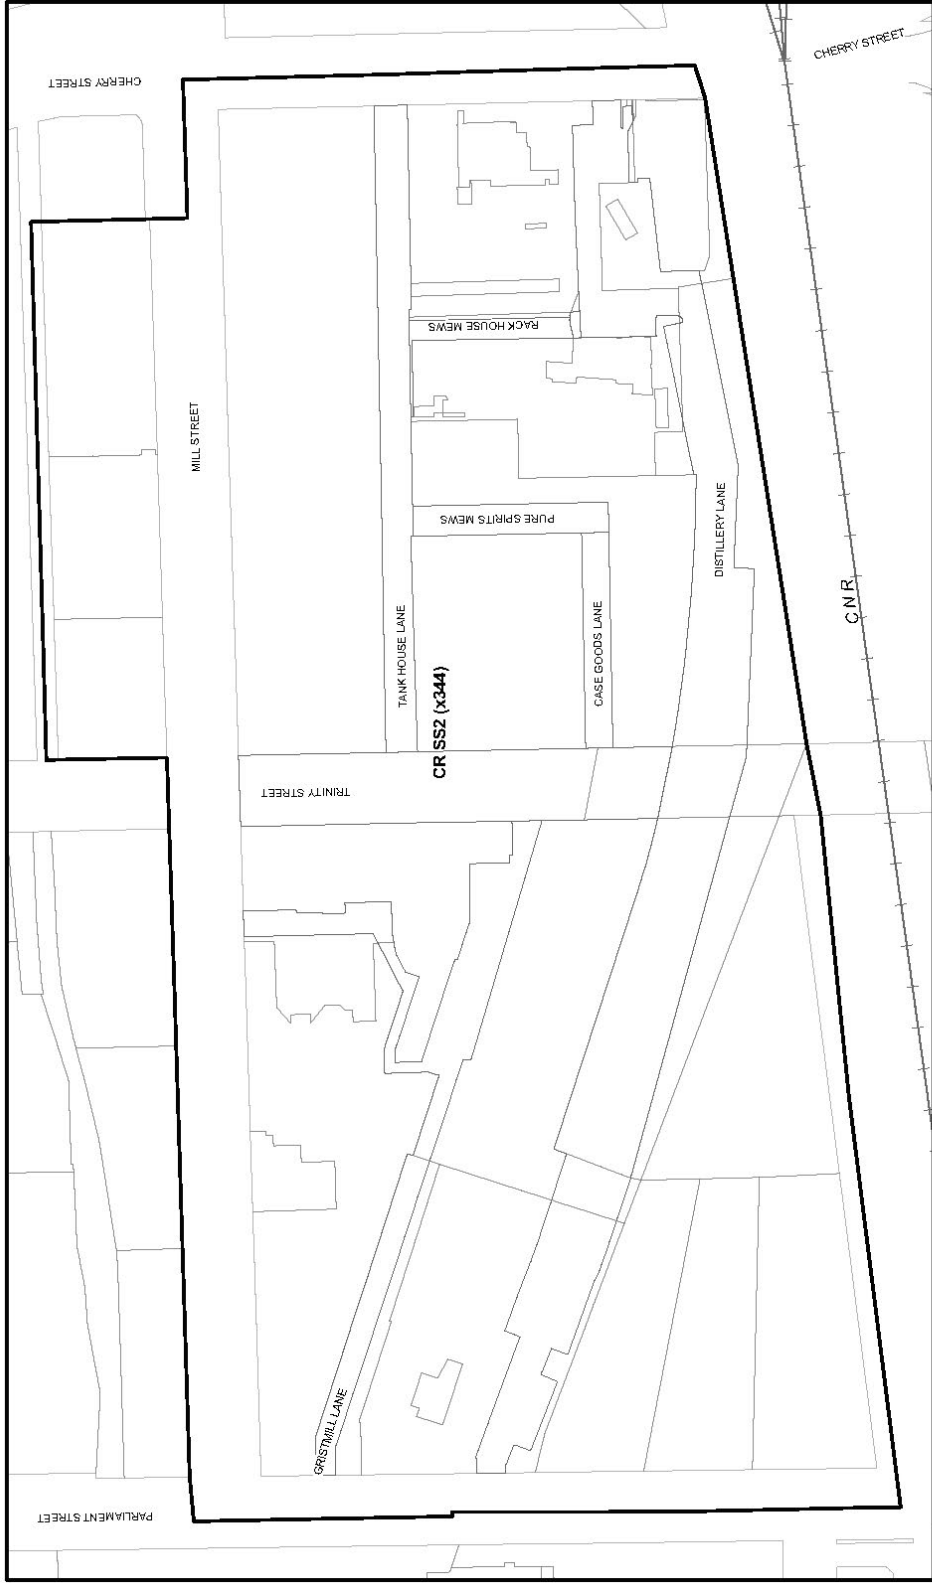 CHERRY STREET
CHERRY STREET
RACK HOUSE MEWS
MILL STREET
DISTILLERY LANE
PURE SPIRITS MEWS
CNR
TANK HOUSE LANE
CASE GOODS LANE
CR SS2 (x344)
TRINITY STREET
GRISTMILL LANE
PARLIAMENT STREET